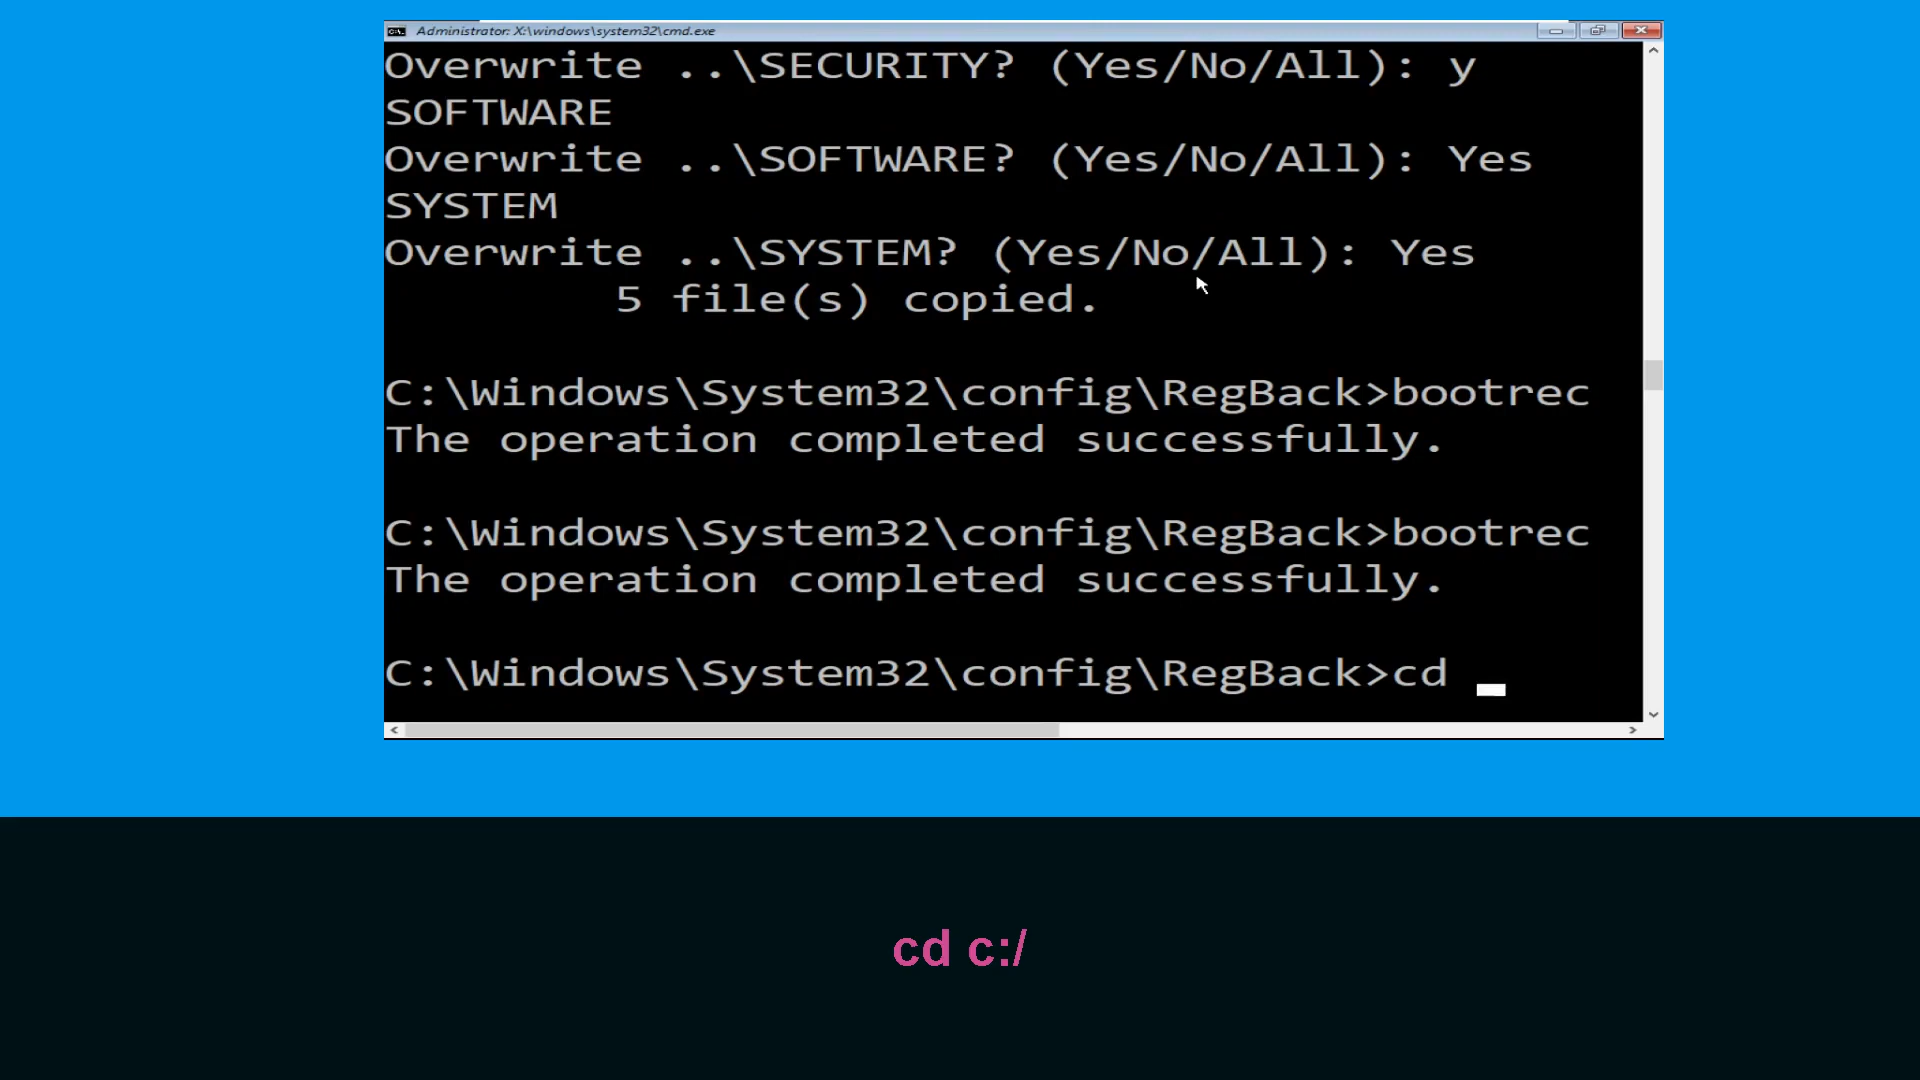 Administrator: X:\windows\system32\cmd.exe
Overwrite ..\SECURITY? (Yes/No/All): y
SOFTWARE
Overwrite ..\SOFTWARE? (Yes/No/All): Yes
SYSTEM
Overwrite ..\SYSTEM? (Yes/No/All): Yes
5 file(s) copied.
C:\Windows\System32\config\RegBack>bootrec
The operation completed successfully.
C:\Windows\System32\config\RegBack>bootrec
The operation completed successfully.
C:\Windows\System32\config\RegBack>cd
cd c:/